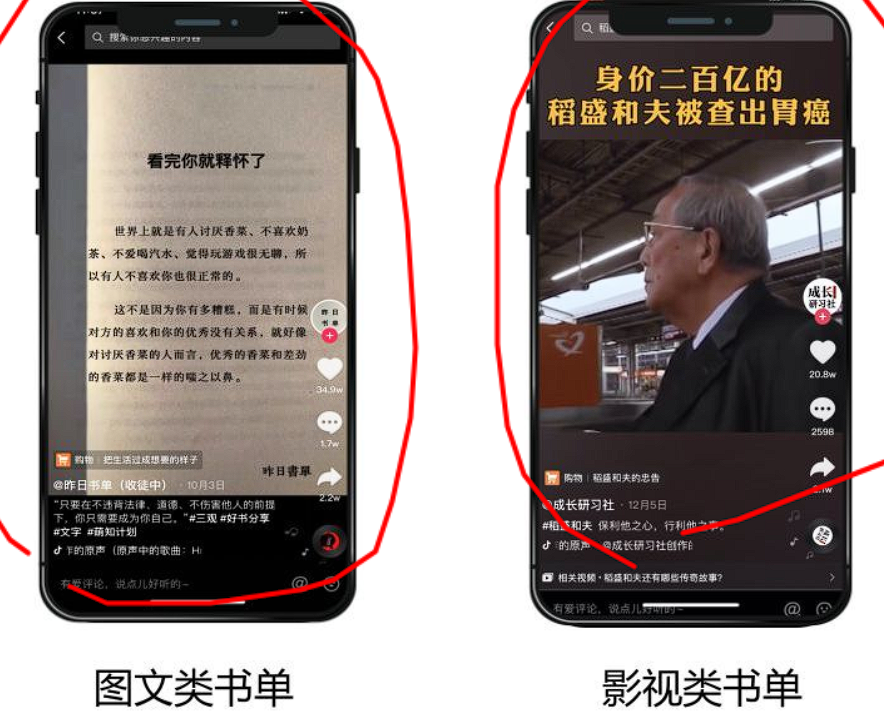 搜索你感兴趣的内容
看完你就释怀了
世界上就是有人讨厌香菜、不喜欢奶
茶、不爱喝汽水、觉得玩游戏很无聊，所
以有人不喜欢你也很正常的。
这不是因为你有多糟糕，而是有时候
对方的喜欢和你的优秀没有关系，就好像
对讨厌香菜的人而言，优秀的香菜和差劲
的香菜都是一样的嗤之以鼻。
昨日
书单
34.9w
1.7w
购物 | 把生活过成想要的样子
昨日書單
@昨日书单（收徒中） · 10月3日
2.2w
“只要在不违背法律、道德、不伤害他人的前提
下，你只需要成为你自己。”#三观 #好书分享
#文字 #萌知计划
的原声（原声中的歌曲：H
有爱评论，说点儿好听的~
图文类书单
稻
身价二百亿的
稻盛和夫被查出胃癌
成长
研习社
20.8w
2598
购物 | 稻盛和夫的忠告
@成长研习社 · 12月5日
#稻盛和夫 保利他之心，行利他之事。
的原声 @成长研习社创作的
相关视频 · 稻盛和夫还有哪些传奇故事？
有爱评论，说点儿好听的~
影视类书单